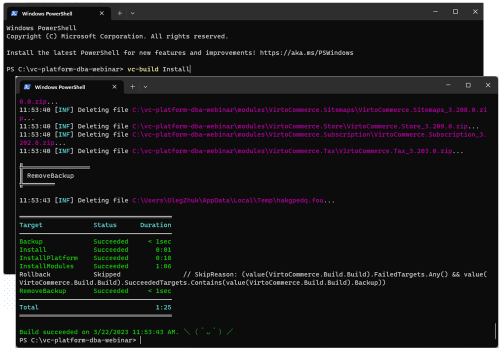 Windows PowerShell
Windows PowerShell
Copyright (C) Microsoft Corporation. All rights reserved.
Install the latest PowerShell for new features and improvements! https://aka.ms/PSWindows
PS C:\vc-platform-dba-webinar> vc-build Install
Windows PowerShell
0.0.zip...
11:53:40 [INF] Deleting file C:\vc-platform-dba-webinar\modules\VirtoCommerce.Sitemaps\VirtoCommerce.Sitemaps_3.208.0.zi
p...
11:53:40 [INF] Deleting file C:\vc-platform-dba-webinar\modules\VirtoCommerce.Store\VirtoCommerce.Store_3.209.0.zip...
11:53:40 [INF] Deleting file C:\vc-platform-dba-webinar\modules\VirtoCommerce.Subscription\VirtoCommerce.Subscription_3.
202.0.zip...
11:53:40 [INF] Deleting file C:\vc-platform-dba-webinar\modules\VirtoCommerce.Tax\VirtoCommerce.Tax_3.203.0.zip...
RemoveBackup
11:53:43 [INF] Deleting file C:\Users\OlegZhuk\AppData\Local\Temp\hakgpedq.fou...
Target Status Duration
Backup Succeeded < 1sec
Install Succeeded 0:01
InstallPlatform Succeeded 0:10
InstallModules Succeeded 1:06
Rollback Skipped // SkipReason: (value(VirtoCommerce.Build.Build).FailedTargets.Any() && value(
VirtoCommerce.Build.Build).SucceededTargets.Contains(value(VirtoCommerce.Build.Build).Backup))
RemoveBackup Succeeded < 1sec
Total 1:25
Build succeeded on 5/22/2023 11:53:43 AM. ＼（＾ᴗ＾）／
PS C:\vc-platform-dba-webinar>